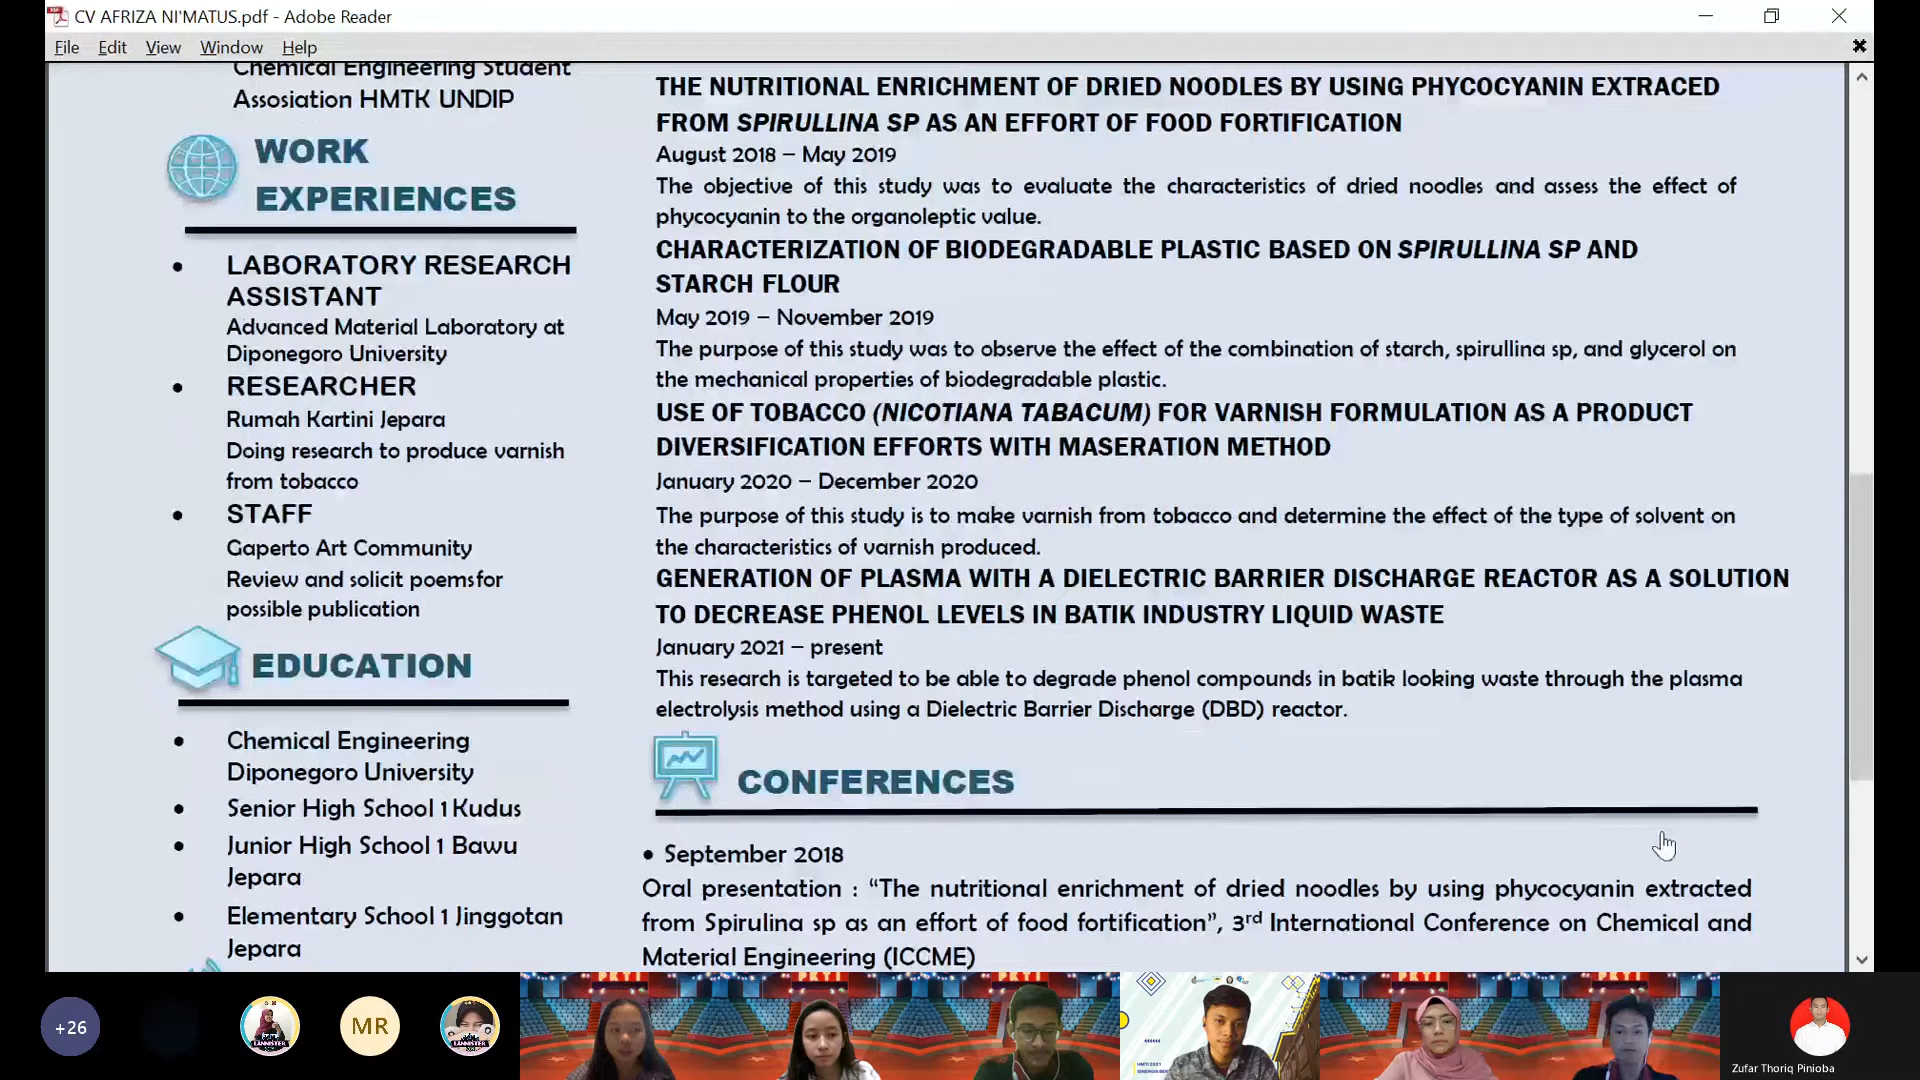 CV AFRIZA NI'MATUS.pdf - Adobe Reader
File Edit View Window Help
Chemical Engineering Student
Assosiation HMTK UNDIP
WORK
EXPERIENCES
• LABORATORY RESEARCH
ASSISTANT
Advanced Material Laboratory at
Diponegoro University
• RESEARCHER
Rumah Kartini Jepara
Doing research to produce varnish
from tobacco
• STAFF
Gaperto Art Community
Review and solicit poems for
possible publication
EDUCATION
• Chemical Engineering
Diponegoro University
• Senior High School 1 Kudus
• Junior High School 1 Bawu
Jepara
• Elementary School 1 Jinggotan
Jepara
THE NUTRITIONAL ENRICHMENT OF DRIED NOODLES BY USING PHYCOCYANIN EXTRACED
FROM SPIRULLINA SP AS AN EFFORT OF FOOD FORTIFICATION
August 2018 – May 2019
The objective of this study was to evaluate the characteristics of dried noodles and assess the effect of
phycocyanin to the organoleptic value.
CHARACTERIZATION OF BIODEGRADABLE PLASTIC BASED ON SPIRULLINA SP AND
STARCH FLOUR
May 2019 – November 2019
The purpose of this study was to observe the effect of the combination of starch, spirullina sp, and glycerol on
the mechanical properties of biodegradable plastic.
USE OF TOBACCO (NICOTIANA TABACUM) FOR VARNISH FORMULATION AS A PRODUCT
DIVERSIFICATION EFFORTS WITH MASERATION METHOD
January 2020 – December 2020
The purpose of this study is to make varnish from tobacco and determine the effect of the type of solvent on
the characteristics of varnish produced.
GENERATION OF PLASMA WITH A DIELECTRIC BARRIER DISCHARGE REACTOR AS A SOLUTION
TO DECREASE PHENOL LEVELS IN BATIK INDUSTRY LIQUID WASTE
January 2021 – present
This research is targeted to be able to degrade phenol compounds in batik looking waste through the plasma
electrolysis method using a Dielectric Barrier Discharge (DBD) reactor.
CONFERENCES
• September 2018
Oral presentation : “The nutritional enrichment of dried noodles by using phycocyanin extracted
from Spirulina sp as an effort of food fortification”, 3rd International Conference on Chemical and
Material Engineering (ICCME)
+26
MR
HMTI 2021
Zufar Thoriq Pinioba